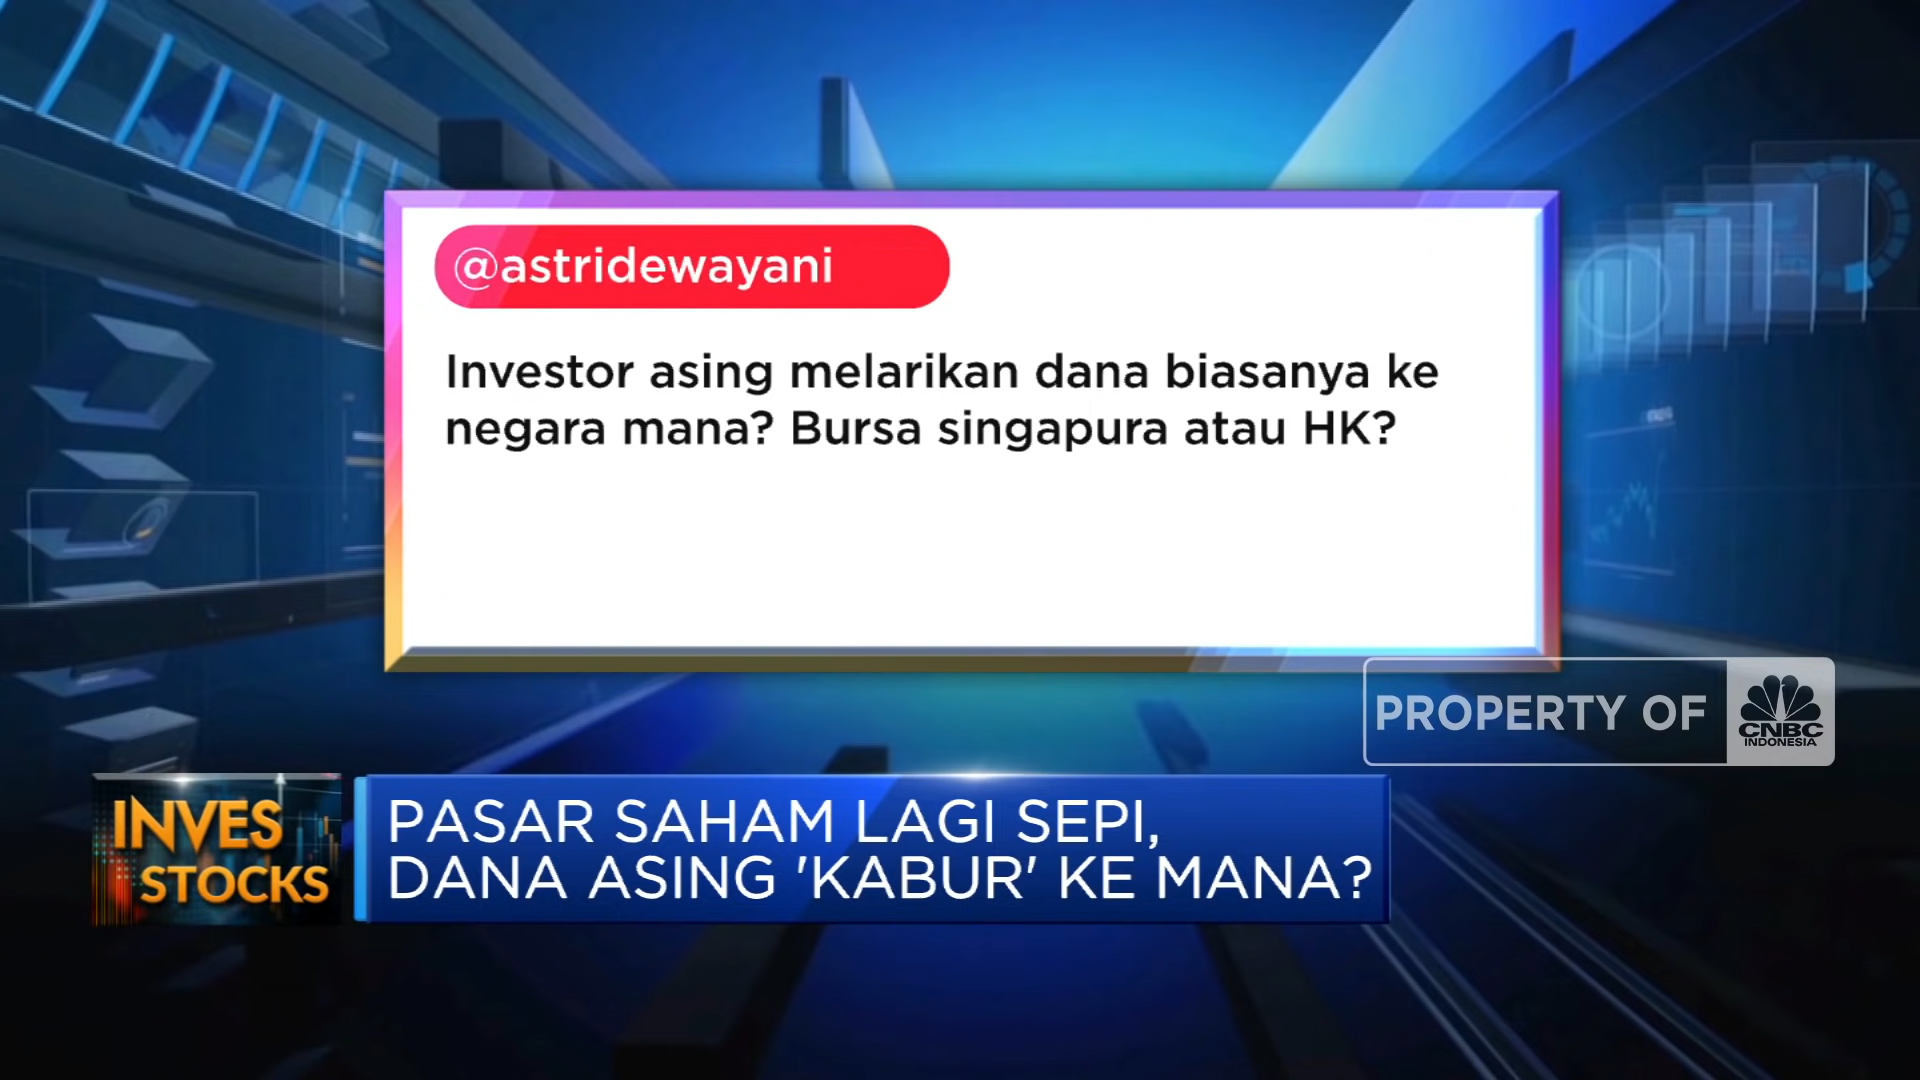 @astridewayani
Investor asing melarikan dana biasanya ke
negara mana? Bursa singapura atau HK?
PROPERTY OF
CNBC
INDONESIA
INVES
STOCKS
PASAR SAHAM LAGI SEPI,
DANA ASING 'KABUR' KE MANA?